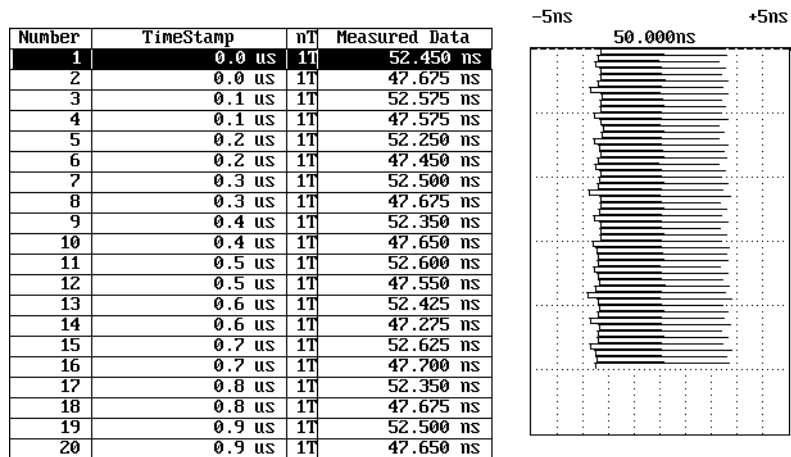 -5ns +5ns
50.000ns
Number TimeStamp nT Measured Data
1 0.0 us 1T 52.450 ns
2 0.0 us 1T 47.675 ns
3 0.1 us 1T 52.575 ns
4 0.1 us 1T 47.575 ns
5 0.2 us 1T 52.250 ns
6 0.2 us 1T 47.450 ns
7 0.3 us 1T 52.500 ns
8 0.3 us 1T 47.675 ns
9 0.4 us 1T 52.350 ns
10 0.4 us 1T 47.650 ns
11 0.5 us 1T 52.600 ns
12 0.5 us 1T 47.550 ns
13 0.6 us 1T 52.425 ns
14 0.6 us 1T 47.275 ns
15 0.7 us 1T 52.625 ns
16 0.7 us 1T 47.700 ns
17 0.8 us 1T 52.350 ns
18 0.8 us 1T 47.675 ns
19 0.9 us 1T 52.500 ns
20 0.9 us 1T 47.650 ns